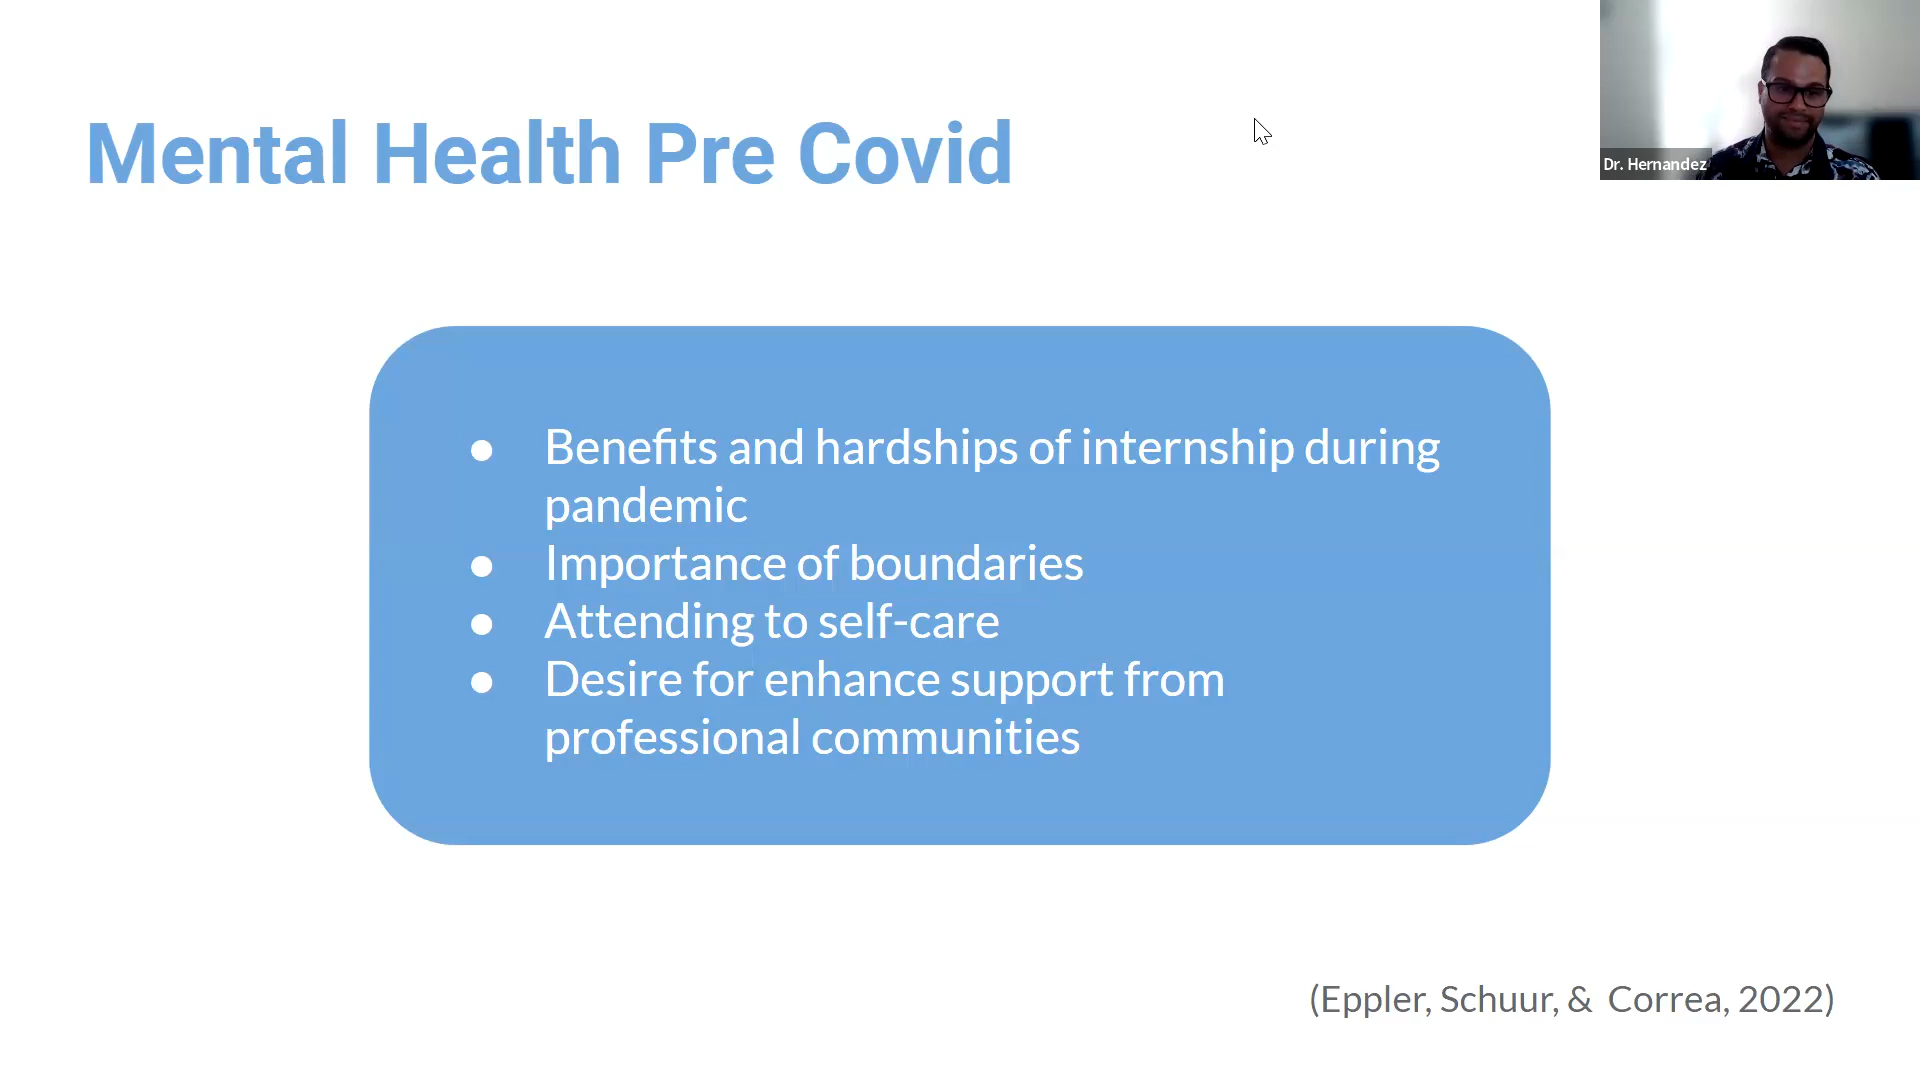 Mental Health Pre Covid
Dr. Hernandez
● Benefits and hardships of internship during
pandemic
● Importance of boundaries
● Attending to self-care
● Desire for enhance support from
professional communities
(Eppler, Schuur, & Correa, 2022)